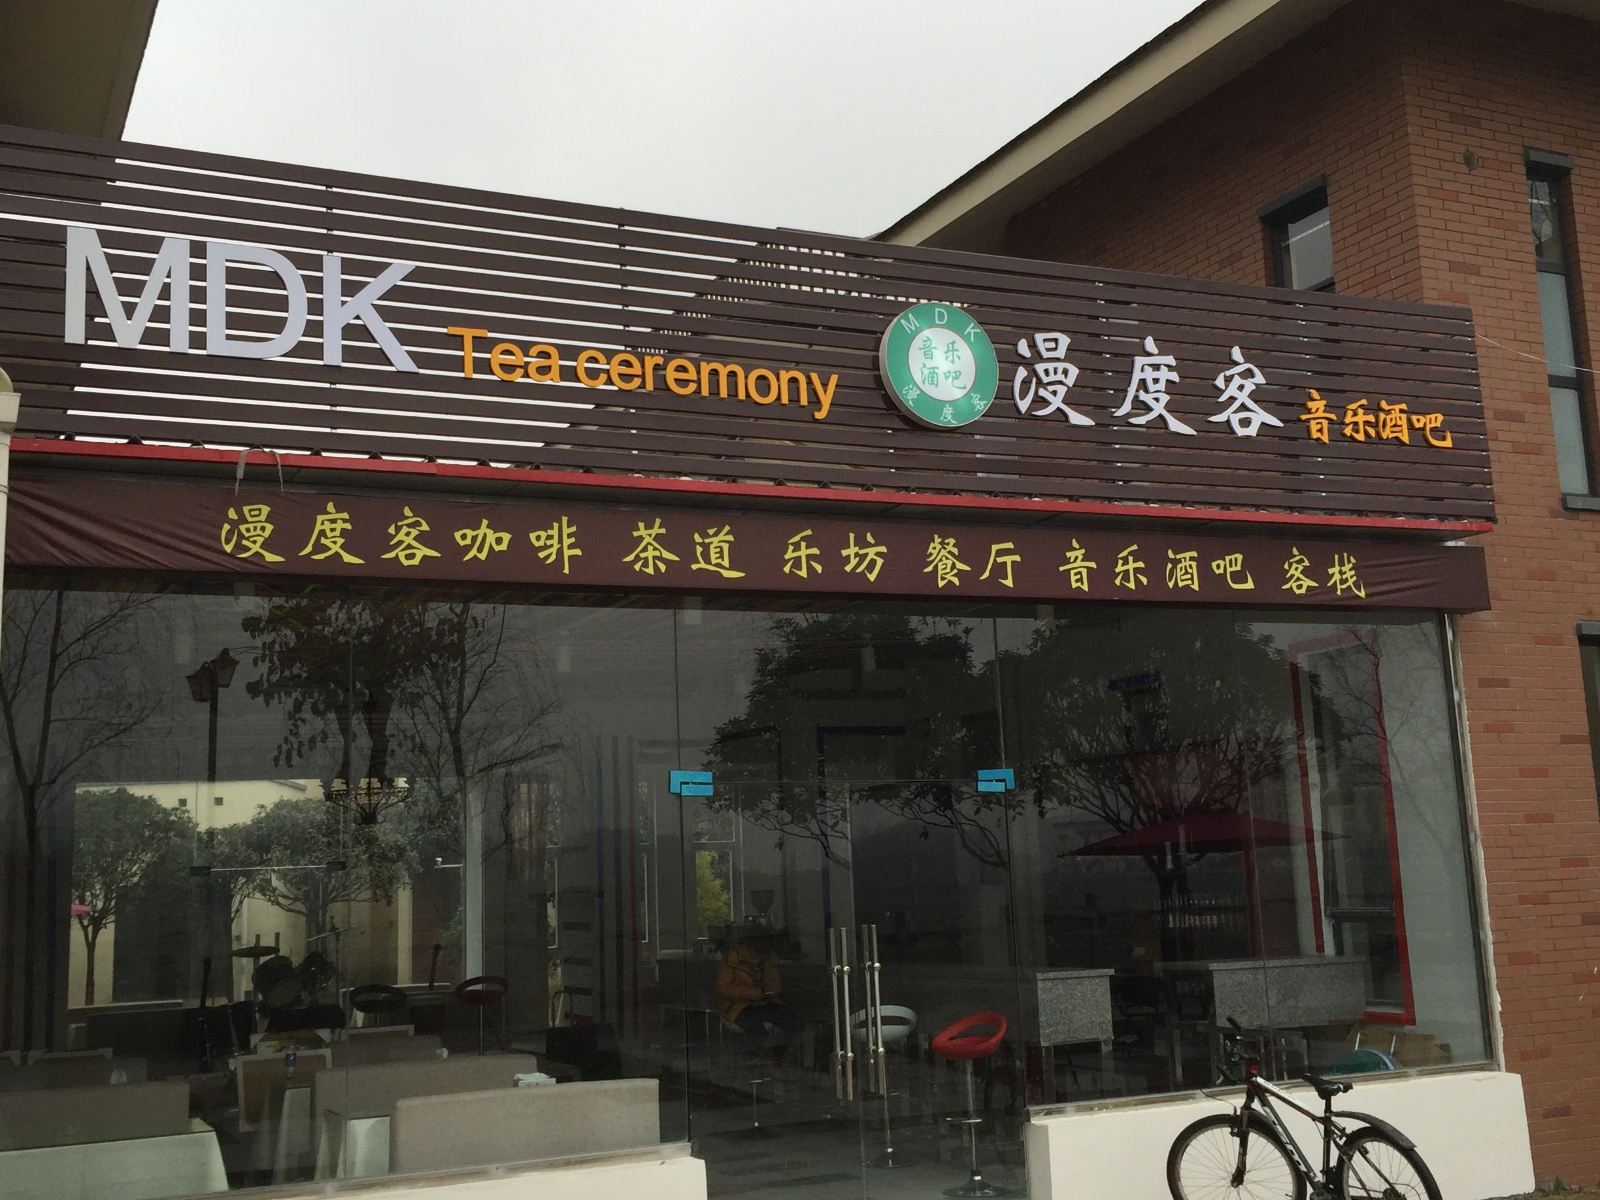 MDK Tea ceremony
MDK
音乐
酒吧
漫度客
漫度客 音乐酒吧
漫度客咖啡 茶道 乐坊 餐厅 音乐酒吧 客栈